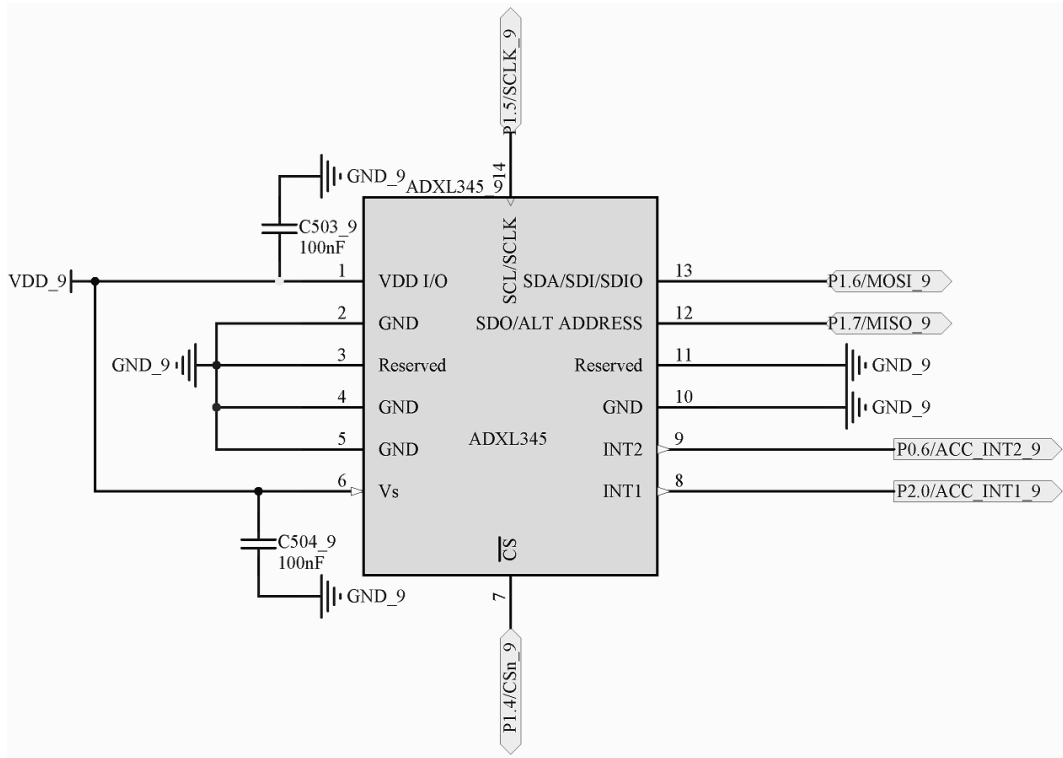 P1.5/SCLK_9
14
GND_9
ADXL345_9
C503_9
100nF
SCL/SCLK
VDD_9
1
VDD I/O
SDA/SDI/SDIO
13
P1.6/MOSI_9
2
GND
SDO/ALT ADDRESS
12
P1.7/MISO_9
GND_9
3
Reserved
Reserved
11
GND_9
4
GND
GND
10
GND_9
ADXL345
5
GND
INT2
9
P0.6/ACC_INT2_9
6
Vs
INT1
8
P2.0/ACC_INT1_9
C504_9
100nF
CS
GND_9
7
P1.4/CSn_9